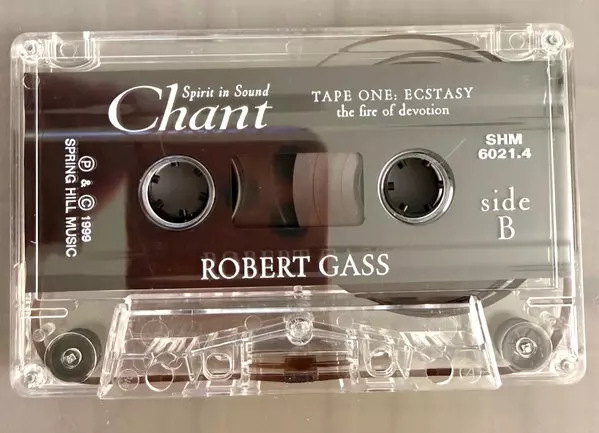 Spirit in Sound
Chant
TAPE ONE: ECSTASY
the fire of devotion
SHM
6021.4
side
B
℗ & © 1999
SPRING HILL MUSIC
ROBERT GASS